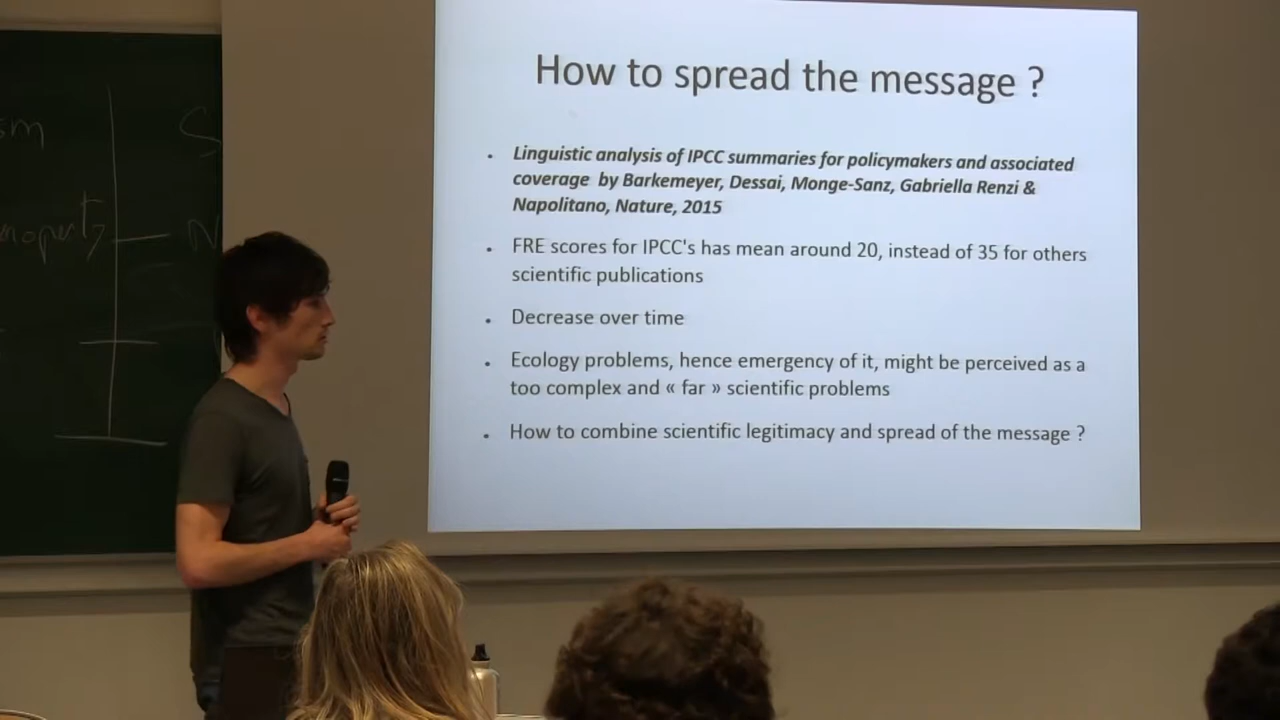 How to spread the message ?
• Linguistic analysis of IPCC summaries for policymakers and associated
coverage by Barkemeyer, Dessai, Monge-Sanz, Gabriella Renzi &
Napolitano, Nature, 2015
• FRE scores for IPCC's has mean around 20, instead of 35 for others
scientific publications
• Decrease over time
• Ecology problems, hence emergency of it, might be perceived as a
too complex and « far » scientific problems
• How to combine scientific legitimacy and spread of the message ?